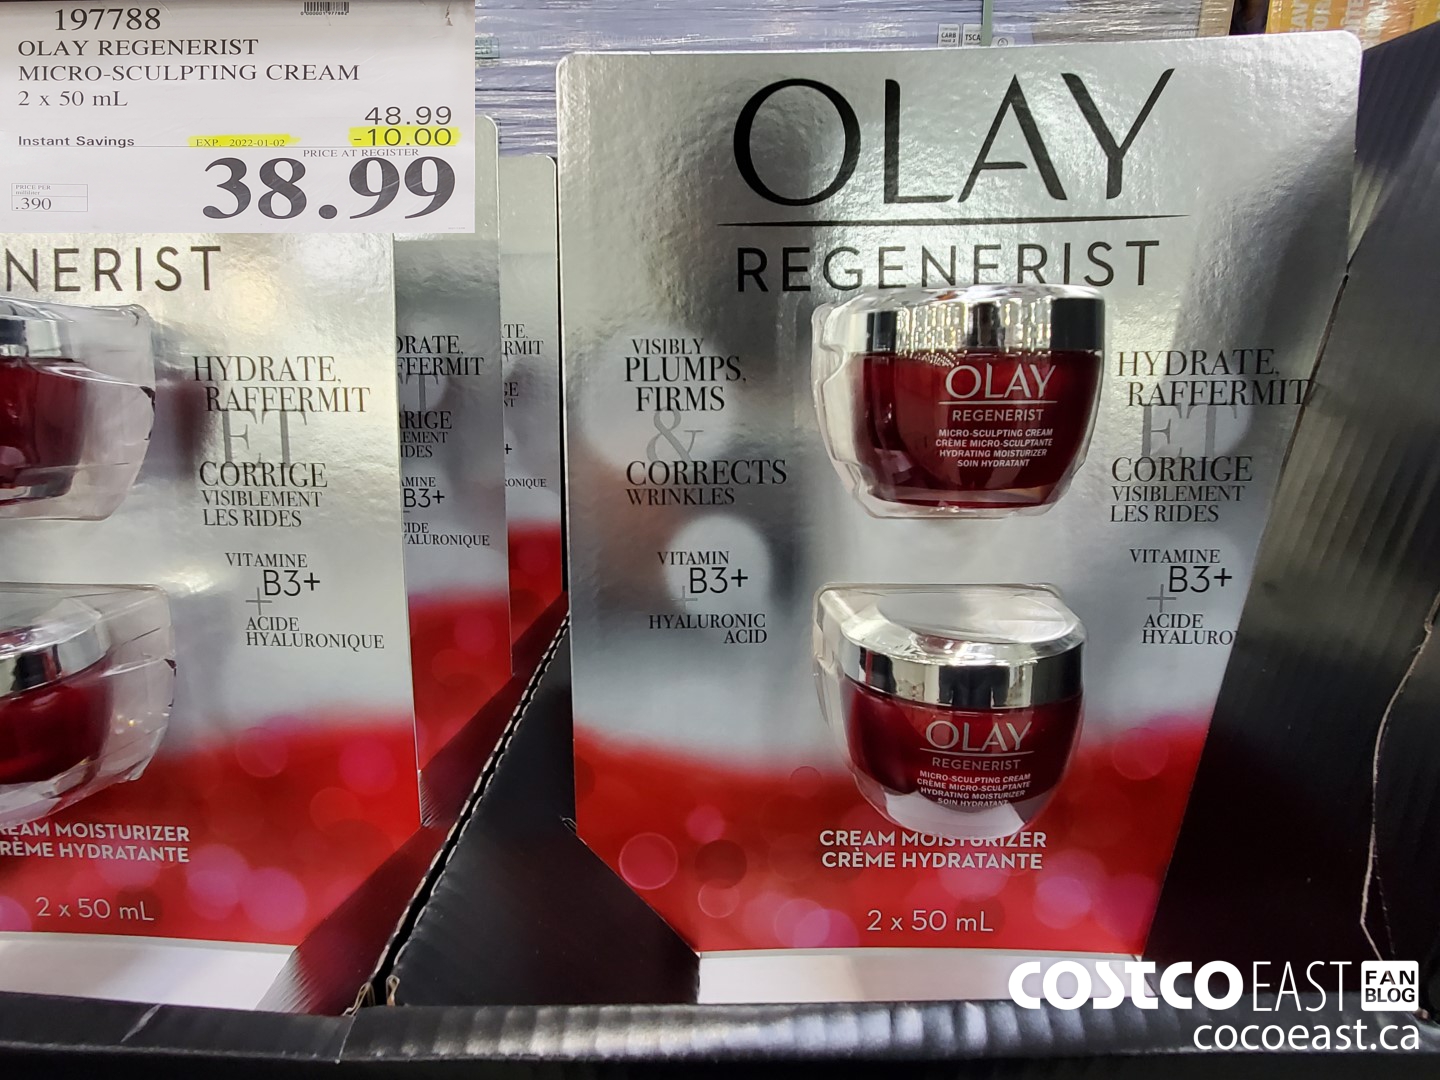 197788
OLAY REGENERIST
MICRO-SCULPTING CREAM
2 x 50 mL
48.99
Instant Savings EXP. 2022-01-02 -10.00
PRICE AT REGISTER
38.99
PRICE PER
milliliter
.390
NERIST
HYDRATE,
RAFFERMIT
ET
CORRIGE
VISIBLEMENT
LES RIDES
VITAMINE
B3+
+
ACIDE
HYALURONIQUE
CREAM MOISTURIZER
CRÈME HYDRATANTE
2 x 50 mL
OLAY
REGENERIST
VISIBLY
PLUMPS,
FIRMS
&
CORRECTS
WRINKLES
VITAMIN
B3+
+
HYALURONIC
ACID
OLAY
REGENERIST
MICRO-SCULPTING CREAM
CRÈME MICRO-SCULPTANTE
HYDRATING MOISTURIZER
SOIN HYDRATANT
HYDRATE,
RAFFERMIT
ET
CORRIGE
VISIBLEMENT
LES RIDES
VITAMINE
B3+
+
ACIDE
HYALURO
OLAY
REGENERIST
MICRO-SCULPTING CREAM
CRÈME MICRO-SCULPTANTE
HYDRATING MOISTURIZER
SOIN HYDRATANT
CREAM MOISTURIZER
CRÈME HYDRATANTE
2 x 50 mL
COSTCO EAST FAN BLOG
cocoeast.ca